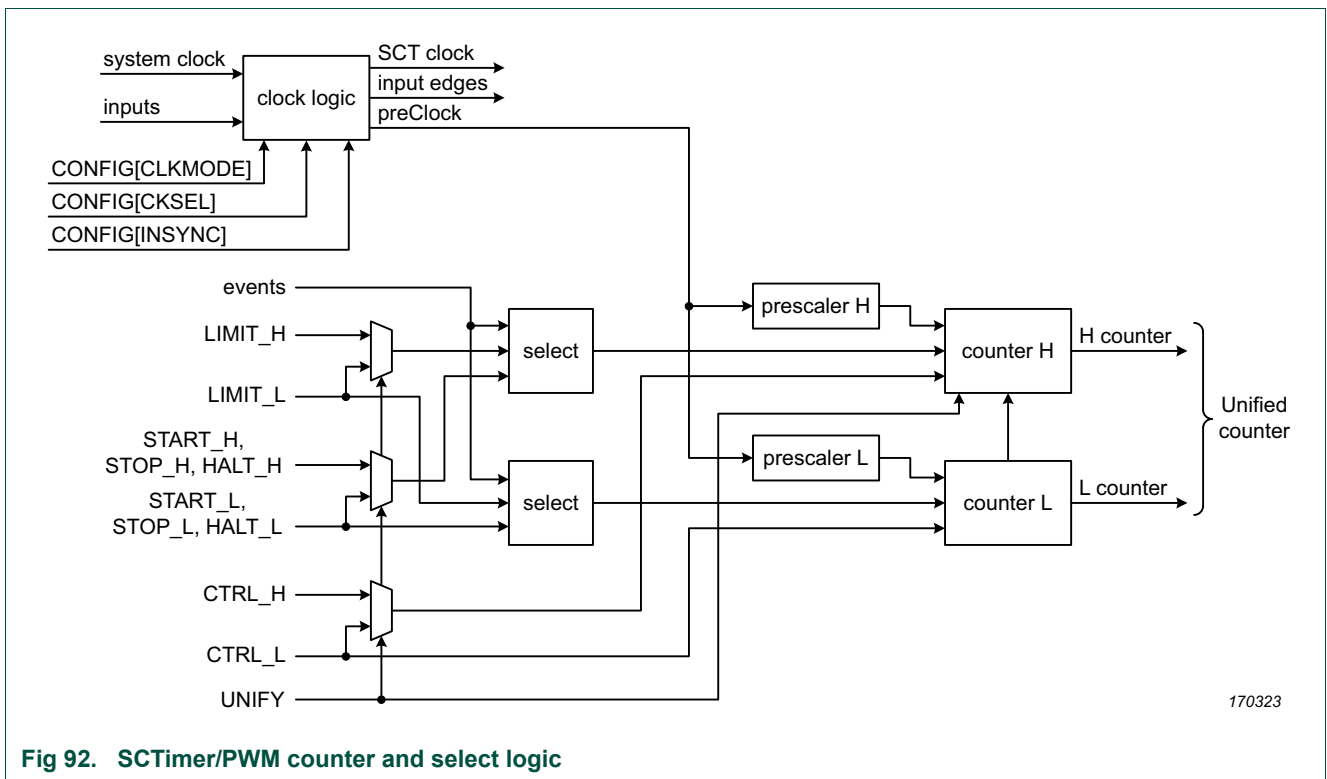 system clock
inputs
clock logic
SCT clock
input edges
preClock
CONFIG[CLKMODE]
CONFIG[CKSEL]
CONFIG[INSYNC]
events
LIMIT_H
LIMIT_L
START_H,
STOP_H, HALT_H
START_L,
STOP_L, HALT_L
CTRL_H
CTRL_L
UNIFY
select
select
prescaler H
prescaler L
counter H
counter L
H counter
L counter
Unified
counter
170323
Fig 92. SCTimer/PWM counter and select logic